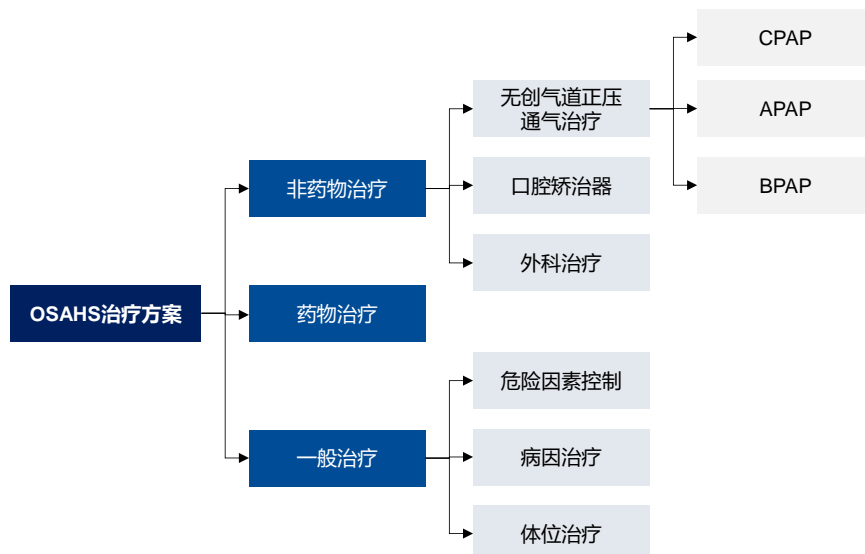 CPAP
无创气道正压
通气治疗
APAP
非药物治疗
口腔矫治器
BPAP
外科治疗
OSAHS治疗方案
药物治疗
危险因素控制
一般治疗
病因治疗
体位治疗